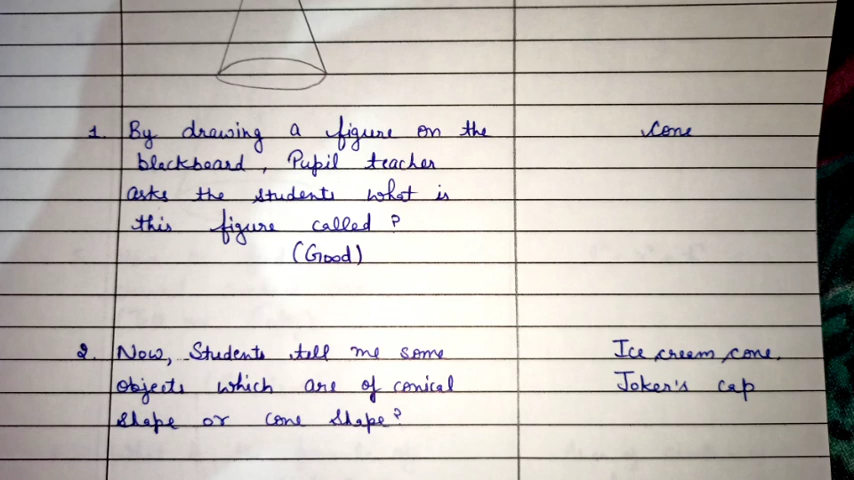 1. By drawing a figure on the Cone
blackboard, Pupil teacher
asks the students what is
this figure called?
(Good)
2. Now, Students tell me some Ice cream cone,
objects which are of conical Joker's cap
shape or cone shape?